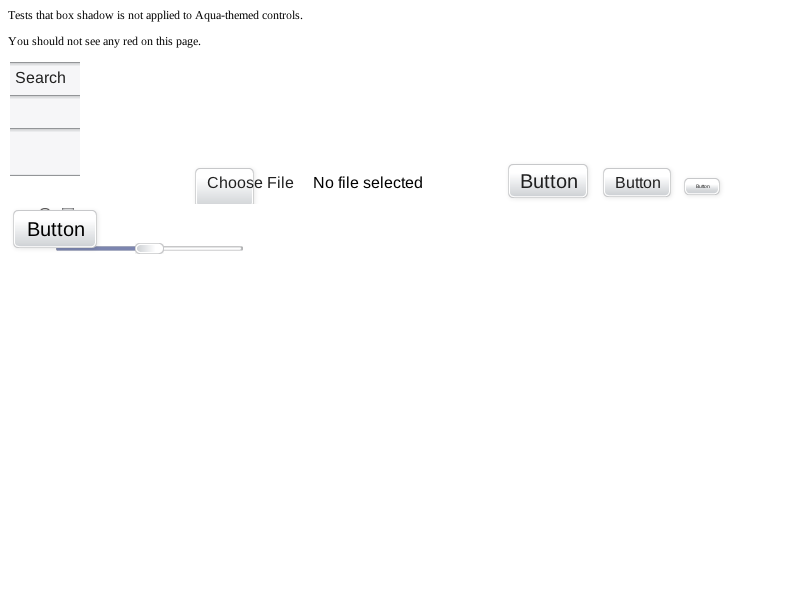 Tests that box shadow is not applied to Aqua-themed controls.
You should not see any red on this page.
Search
Choose File No file selected Button Button Button
Button